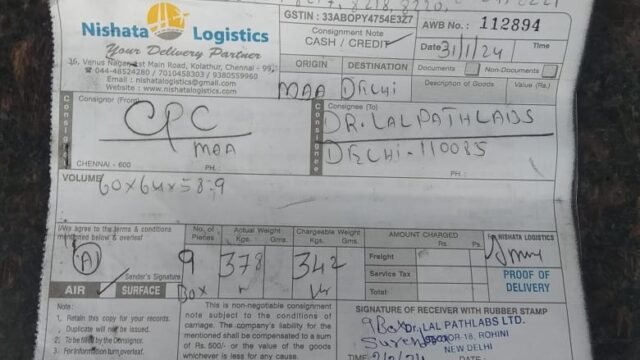 Nishata Logistics
Your Delivery Partner
36, Venus Nagar, 1st Main Road, Kolathur, Chennai - 99.
☎ 044-48524280 / 7010458303 / 9380559960
Email : nishatalogistics@gmail.com
Website : www.nishatalogistics.com
GSTIN : 33ABOPY4754E3Z7
Consignment Note
CASH / CREDIT
AWB No. : 112894
Date 31/1/24
Time
ORIGIN
DESTINATION
MAA
DELHI
Documents
Non-Documents
Description of Goods
Value (Rs.)
Consignor
Consignor (From)
CPC
MAA
CHENNAI - 600
PH. :
Consignee
Consignee (To)
DR. LAL PATHLABS
DELHI-110085
PH. :
VOLUME
60x64x58:9
I/We agree to the terms & conditions
mentioned below & overleaf
A
Sender's Signature
AIR
SURFACE
No. of Pieces
9
Box
Actual Weight
Kgs. Gms.
378
Chargeable Weight
Kgs. Gms.
342
AMOUNT CHARGED
Rs. Ps.
Freight
Service Tax
Total:
NISHATA LOGISTICS
PROOF OF
DELIVERY
Note:
1. Retain this copy for your records.
Duplicate will not be issued.
2. To be filled by the Consignor.
3. For information turn overleaf.
This is non-negotiable consignment
note subject to the conditions of
carriage. The company's liability for
the mentioned
shall be compensated to a sum of Rs.
500/- or the value of the goods
whichever is less for any cause.
SIGNATURE OF RECEIVER WITH RUBBER STAMP
9 Box
Dr. LAL PATHLABS LTD.
SECTOR-18, ROHINI
NEW DELHI
TIME